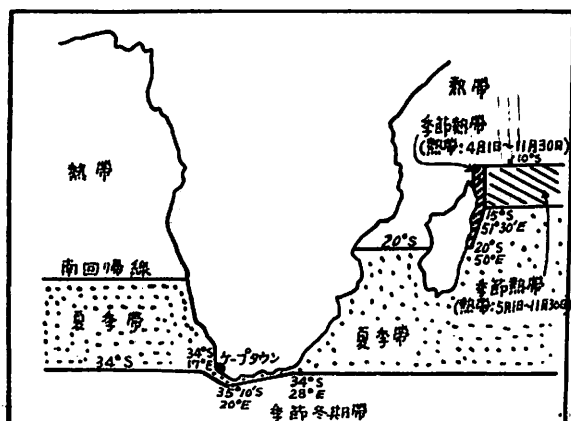 熱帯
季節熱帯
(熱帯:4月1日~11月30日)
10°S
熱帯
15°S
51°30'E
20°S
20°S
50°E
南回帰線
季節熱帯
(熱帯:5月1日~11月30日)
夏季帯
夏季帯
34°S
34°S
17°E
ケープタウン
34°S
28°E
35°10'S
20°E
季節冬期帯